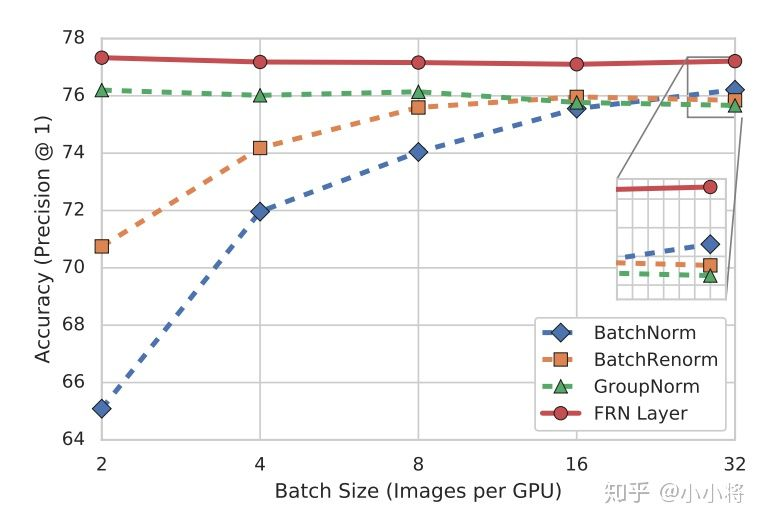 78
76
74
72
70
68
66
64
Accuracy (Precision @ 1)
BatchNorm
BatchRenorm
GroupNorm
FRN Layer
2 4 8 16 32
Batch Size (Images per GPU)
知乎 @小小将